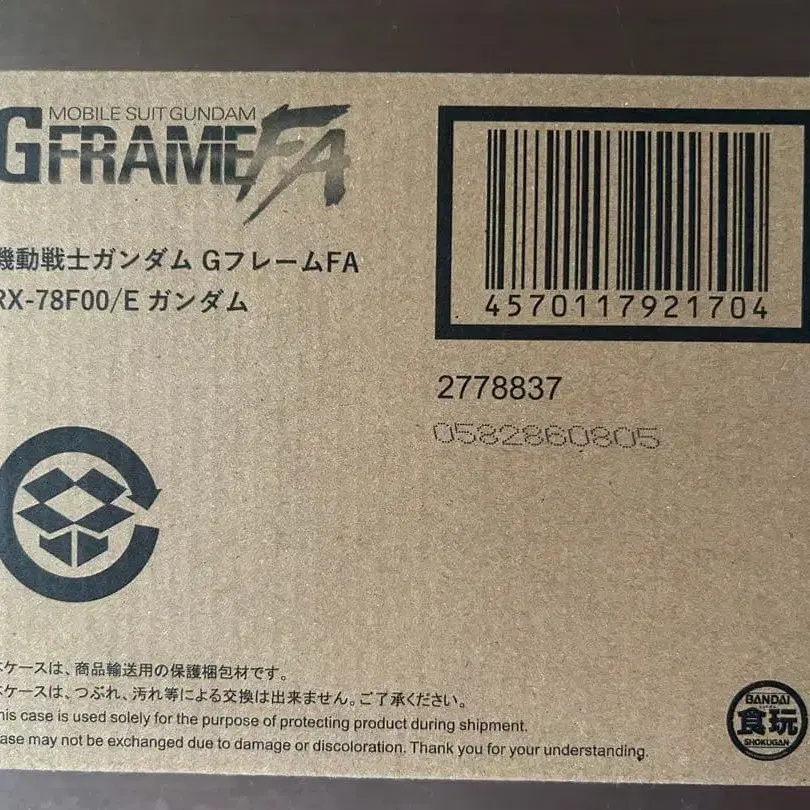 MOBILE SUIT GUNDAM
GFRAMEFA
機動戦士ガンダム GフレームFA
RX-78F00/E ガンダム
4570117921704
2778837
0582860805
ケースは、商品輸送用の保護梱包材です。
ケースは、つぶれ、汚れ等による交換は出来ません。ご了承ください。
his case is used solely for the purpose of protecting product during shipment.
ase may not be exchanged due to damage or discoloration. Thank you for your understanding.
BANDAI
食玩
SHOKUGAN